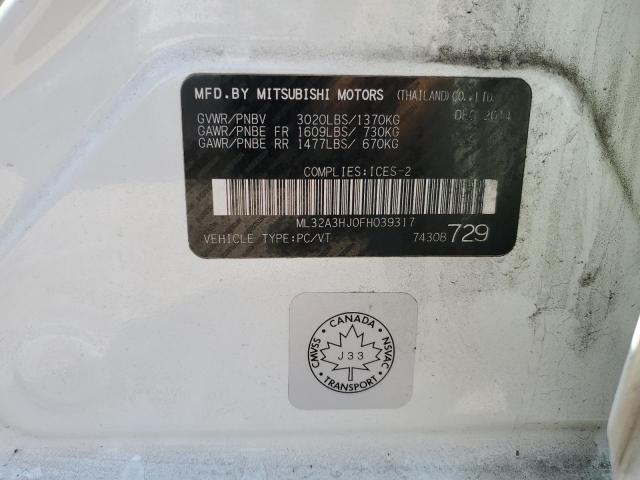 MFD.BY MITSUBISHI MOTORS (THAILAND)CO.,LTD.
GVWR/PNBV 3020LBS/1370KG DEC 2014
GAWR/PNBE FR 1609LBS/ 730KG
GAWR/PNBE RR 1477LBS/ 670KG
COMPLIES:ICES-2
ML32A3HJ0FH039317
VEHICLE TYPE:PC/VT 74308 729
CANADA
CMVSS J33 NSVAC
TRANSPORT